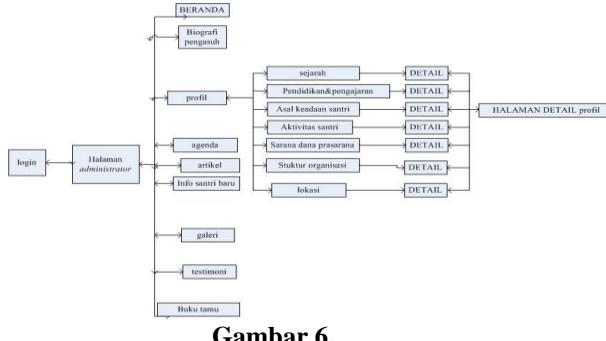 BERANDA
Biografi
pengasuh
profil
sejarah
DETAIL
Pendidikan&pengajaran
DETAIL
Asal keadaan santri
DETAIL
Aktivitas santri
DETAIL
Sarana dana prasarana
DETAIL
Stuktur organisasi
DETAIL
lokasi
DETAIL
HALAMAN DETAIL profil
login
Halaman
administrator
agenda
artikel
Info santri baru
galeri
testimoni
Buku tamu
Gambar 6